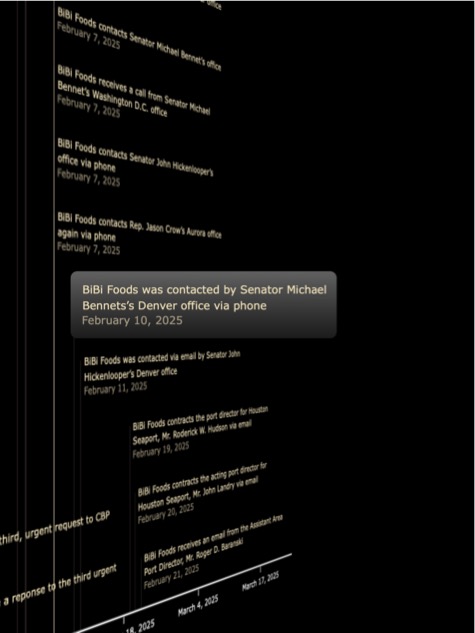 office
BiBi Foods contacts Senator Michael Bennet's office
February 7, 2025
BiBi Foods receives a call from Senator Michael
Bennet's Washington D.C. office
February 7, 2025
BiBi Foods contacts Senator John Hickenlooper's
office via phone
February 7, 2025
BiBi Foods contacts Rep. Jason Crow's Aurora office
again via phone
February 7, 2025
BiBi Foods was contacted by Senator Michael
Bennets's Denver office via phone
February 10, 2025
BiBi Foods was contacted via email by Senator John
Hickenlooper's Denver office
February 11, 2025
BiBi Foods contracts the port director for Houston
Seaport, Mr. Roderick W. Hudson via email
February 19, 2025
BiBi Foods contracts the acting port director for
Houston Seaport, Mr. John Landry via email
February 20, 2025
third, urgent request to CBP
BiBi Foods receives an email from the Assistant Area
Port Director, Mr. Roger D. Baranski
February 21, 2025
a reponse to the third urgent
18, 2025
March 4, 2025
March 17, 2025